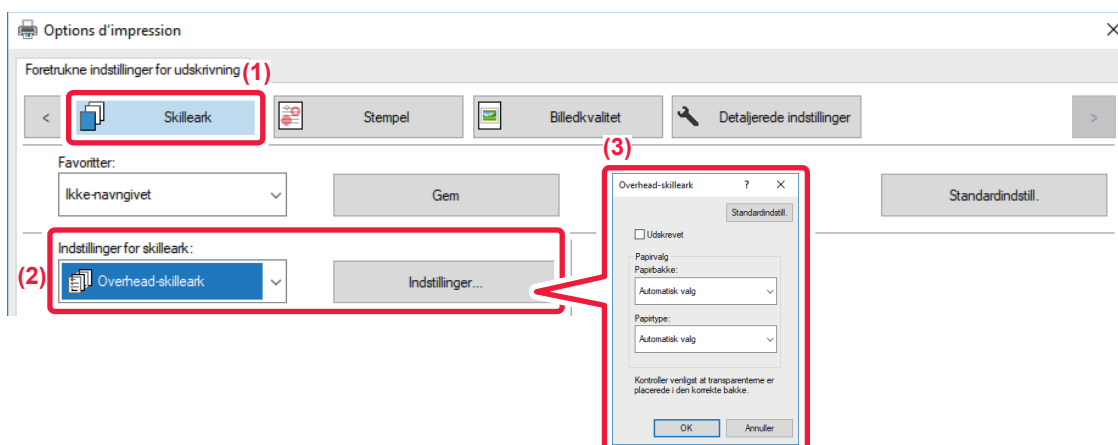 Options d'impression
Foretrukne indstillinger for udskrivning
(1)
< Skilleark Stempel Billedkvalitet Detaljerede indstillinger >
Favoritter:
Ikke-navngivet Gem Standardindstill.
(2)
Indstillinger for skilleark:
Overhead-skilleark Indstillinger...
(3)
Overhead-skilleark ? ×
Standardindstill.
Udskrevet
Papirvalg
Papirbakke:
Automatisk valg
Papirtype:
Automatisk valg
Kontroller venligst at transparenterne er
placerede i den korrekte bakke.
OK Annuller